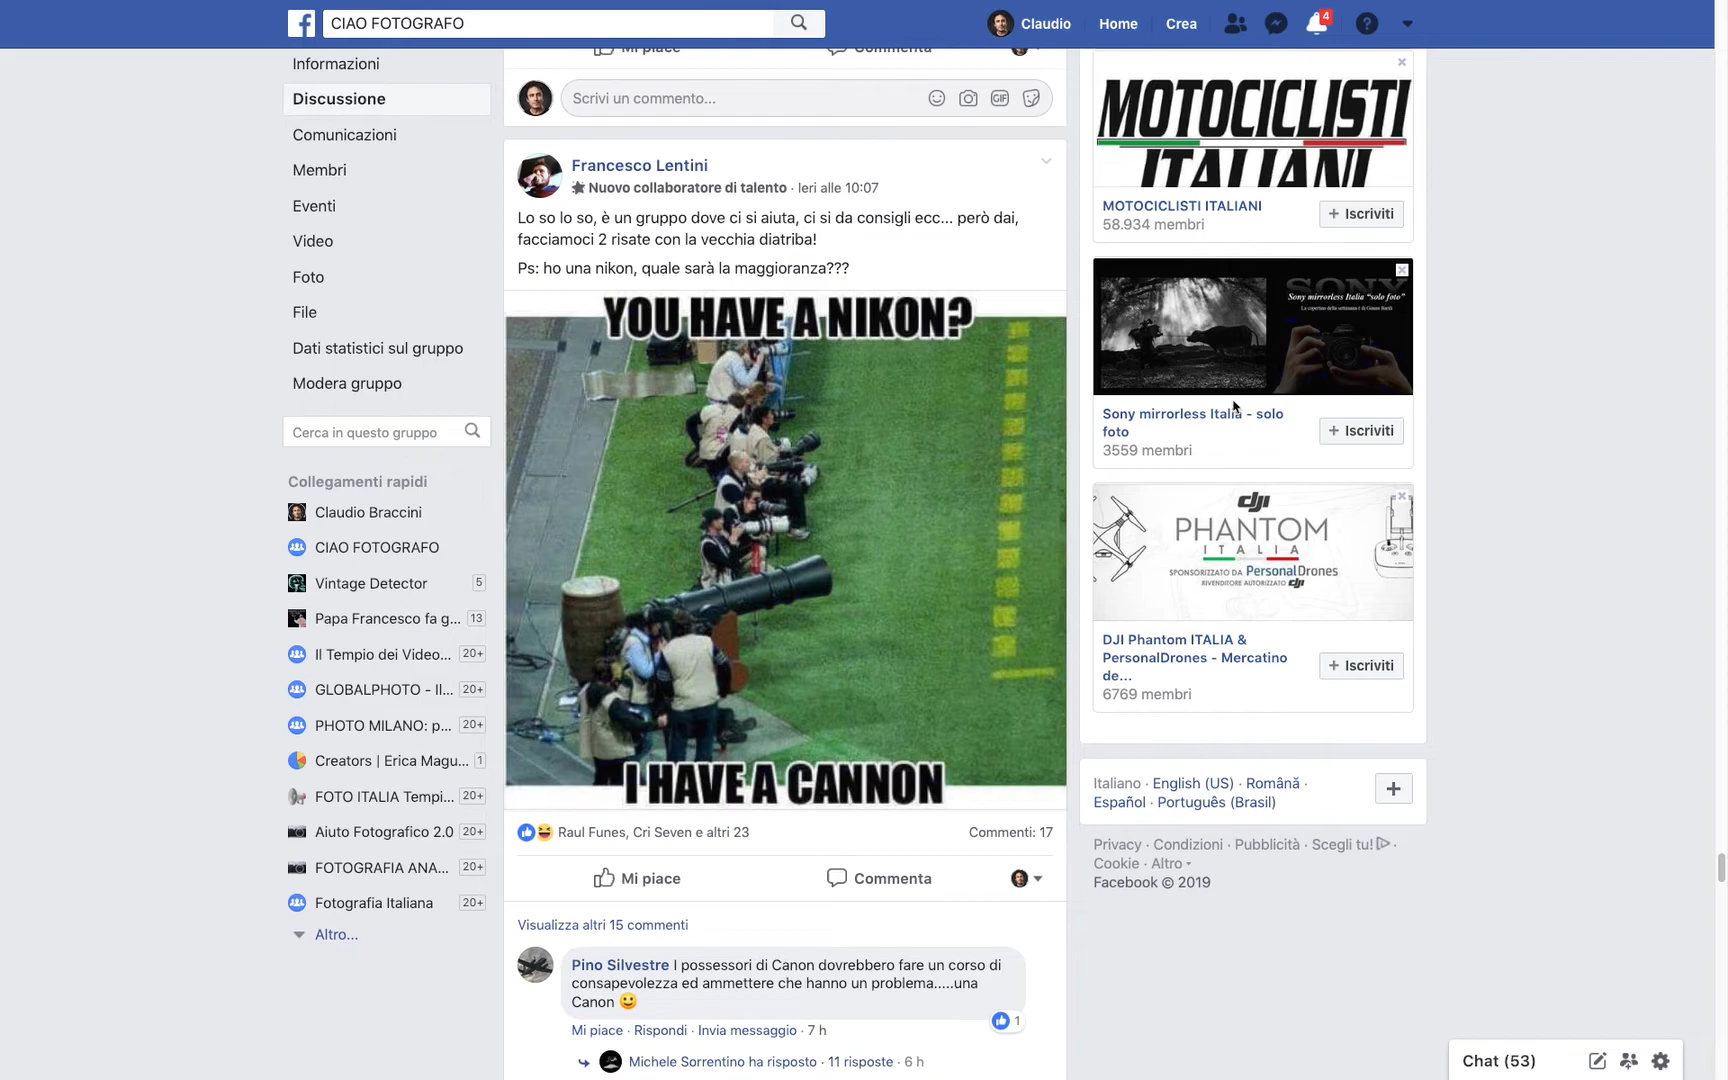 CIAO FOTOGRAFO
Claudio
Home
Crea
4
Informazioni
Discussione
Comunicazioni
Membri
Eventi
Video
Foto
File
Dati statistici sul gruppo
Modera gruppo
Cerca in questo gruppo
Collegamenti rapidi
Claudio Braccini
CIAO FOTOGRAFO
Vintage Detector 5
Papa Francesco fa g... 13
Il Tempio dei Video... 20+
GLOBALPHOTO - Il... 20+
PHOTO MILANO: p... 20+
Creators | Erica Magu... 1
FOTO ITALIA Tempi... 20+
Aiuto Fotografico 2.0 20+
FOTOGRAFIA ANA... 20+
Fotografia Italiana 20+
Altro...
Mi piace
Commenta
Scrivi un commento...
GIF
Francesco Lentini
Nuovo collaboratore di talento · Ieri alle 10:07
Lo so lo so, è un gruppo dove ci si aiuta, ci si da consigli ecc... però dai,
facciamoci 2 risate con la vecchia diatriba!
Ps: ho una nikon, quale sarà la maggioranza???
YOU HAVE A NIKON?
I HAVE A CANNON
Raul Funes, Cri Seven e altri 23
Commenti: 17
Mi piace
Commenta
Visualizza altri 15 commenti
Pino Silvestre I possessori di Canon dovrebbero fare un corso di
consapevolezza ed ammettere che hanno un problema.....una
Canon
1
Mi piace · Rispondi · Invia messaggio · 7 h
Michele Sorrentino ha risposto · 11 risposte · 6 h
MOTOCICLISTI
ITALIANI
MOTOCICLISTI ITALIANI
58.934 membri
+ Iscriviti
SONY
Sony mirrorless Italia "solo foto"
Sony mirrorless Italia - solo
foto
3559 membri
+ Iscriviti
dji
PHANTOM
ITALIA
SPONSORIZZATO DA PersonalDrones
RIVENDITORE AUTORIZZATO dji
DJI Phantom ITALIA &
PersonalDrones - Mercatino
de...
6769 membri
+ Iscriviti
Italiano · English (US) · Română ·
Español · Português (Brasil)
Privacy · Condizioni · Pubblicità · Scegli tu! ·
Cookie · Altro
Facebook © 2019
Chat (53)